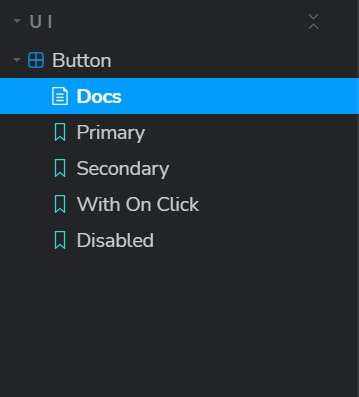 UI
Button
Docs
Primary
Secondary
With On Click
Disabled